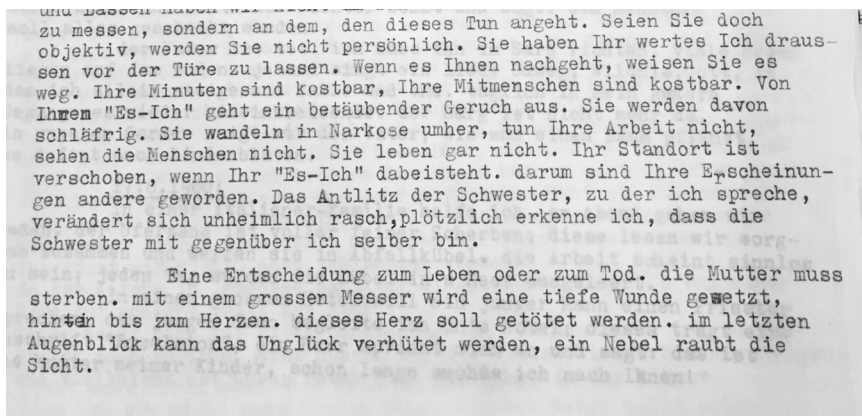 und Lassen haben wir nicht
zu messen, sondern an dem, den dieses Tun angeht. Seien Sie doch
objektiv, werden Sie nicht persönlich. Sie haben Ihr wertes Ich draus-
sen vor der Türe zu lassen. Wenn es Ihnen nachgeht, weisen Sie es
weg. Ihre Minuten sind kostbar, Ihre Mitmenschen sind kostbar. Von
Ihrem "Es-Ich" geht ein betäubender Geruch aus. Sie werden davon
schläfrig. Sie wandeln in Narkose umher, tun Ihre Arbeit nicht,
sehen die Menschen nicht. Sie leben gar nicht. Ihr Standort ist
verschoben, wenn Ihr "Es-Ich" dabeisteht. darum sind Ihre Erscheinun-
gen andere geworden. Das Antlitz der Schwester, zu der ich spreche,
verändert sich unheimlich rasch,plötzlich erkenne ich, dass die
Schwester mit gegenüber ich selber bin.
Eine Entscheidung zum Leben oder zum Tod. die Mutter muss
sterben. mit einem grossen Messer wird eine tiefe Wunde gesetzt,
hinten bis zum Herzen. dieses Herz soll getötet werden. im letzten
Augenblick kann das Unglück verhütet werden, ein Nebel raubt die
Sicht.